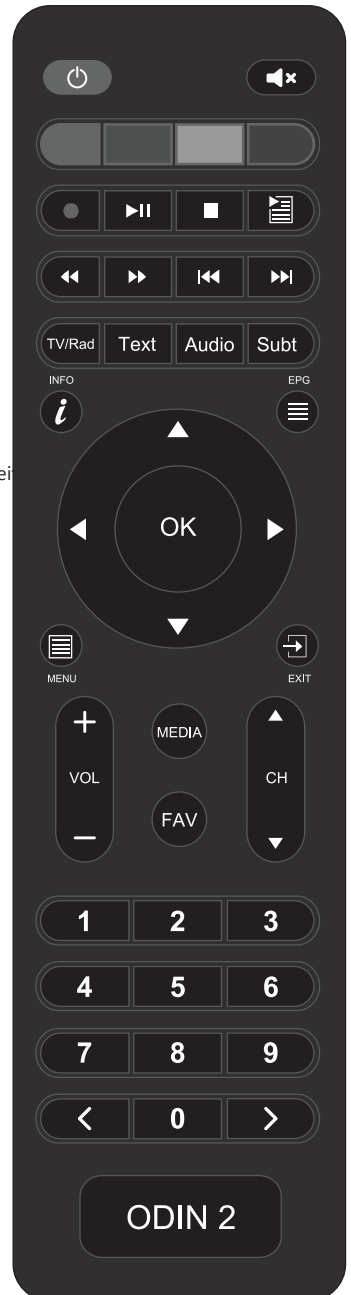 TV/Rad Text Audio Subt
INFO EPG
i
OK
MENU EXIT
+
VOL MEDIA CH
FAV
−
1 2 3
4 5 6
7 8 9
< 0 >
ODIN 2